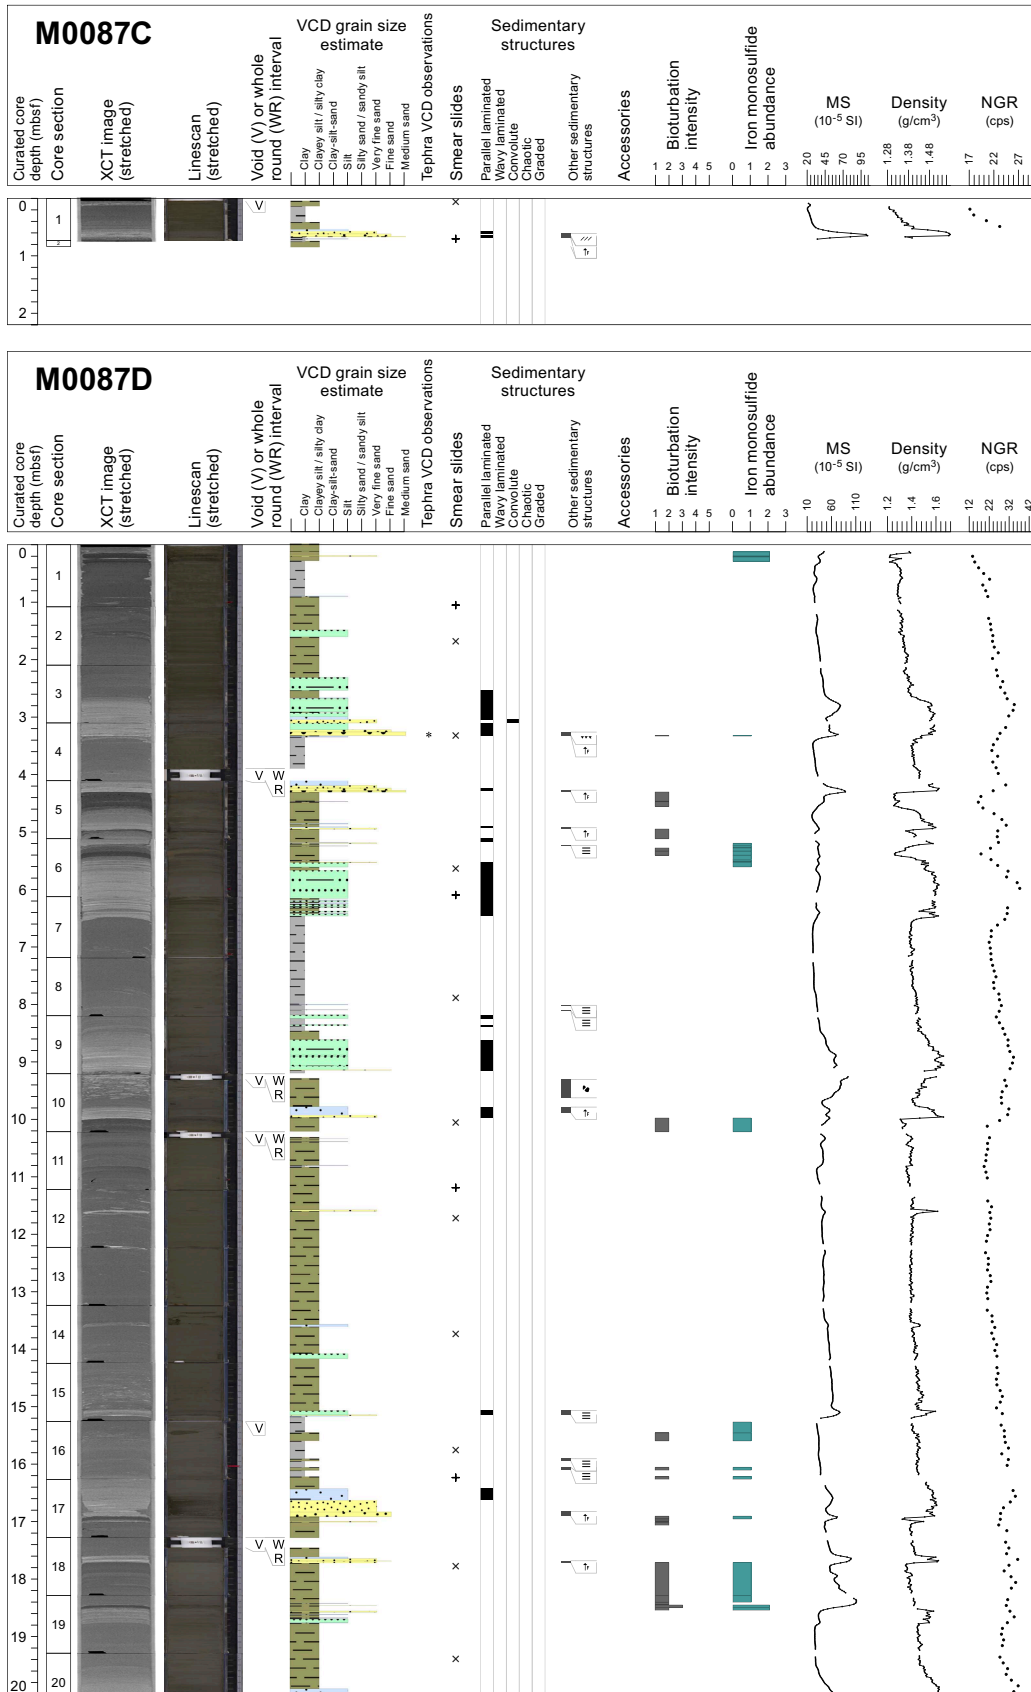 M0087C
Curated core depth (mbsf)
Core section
XCT image (stretched)
Linescan (stretched)
Void (V) or whole round (WR) interval
VCD grain size estimate
Clay
Clayey silt / silty clay
Clay-silt-sand
Silt
Silty sand / sandy silt
Very fine sand
Fine sand
Medium sand
Tephra VCD observations
Smear slides
Sedimentary structures
Parallel laminated
Wavy laminated
Convolute
Chaotic
Graded
Other sedimentary structures
Accessories
Bioturbation intensity
1 2 3 4 5
Iron monosulfide abundance
0 1 2 3
MS
(10⁻⁵ SI)
20 45 70 95
Density
(g/cm³)
1.28 1.38 1.48
NGR
(cps)
17 22 27
0
1
2
1
2
V
M0087D
Curated core depth (mbsf)
Core section
XCT image (stretched)
Linescan (stretched)
Void (V) or whole round (WR) interval
VCD grain size estimate
Clay
Clayey silt / silty clay
Clay-silt-sand
Silt
Silty sand / sandy silt
Very fine sand
Fine sand
Medium sand
Tephra VCD observations
Smear slides
Sedimentary structures
Parallel laminated
Wavy laminated
Convolute
Chaotic
Graded
Other sedimentary structures
Accessories
Bioturbation intensity
1 2 3 4 5
Iron monosulfide abundance
0 1 2 3
MS
(10⁻⁵ SI)
10 60 110
Density
(g/cm³)
1.2 1.4 1.6
NGR
(cps)
12 22 32 42
0
1
2
3
4
5
6
7
8
9
10
11
12
13
14
15
16
17
18
19
20
1
2
3
4
5
6
7
8
9
10
11
12
13
14
15
16
17
18
19
20
V W
R
V W
R
V W
R
V
V W
R